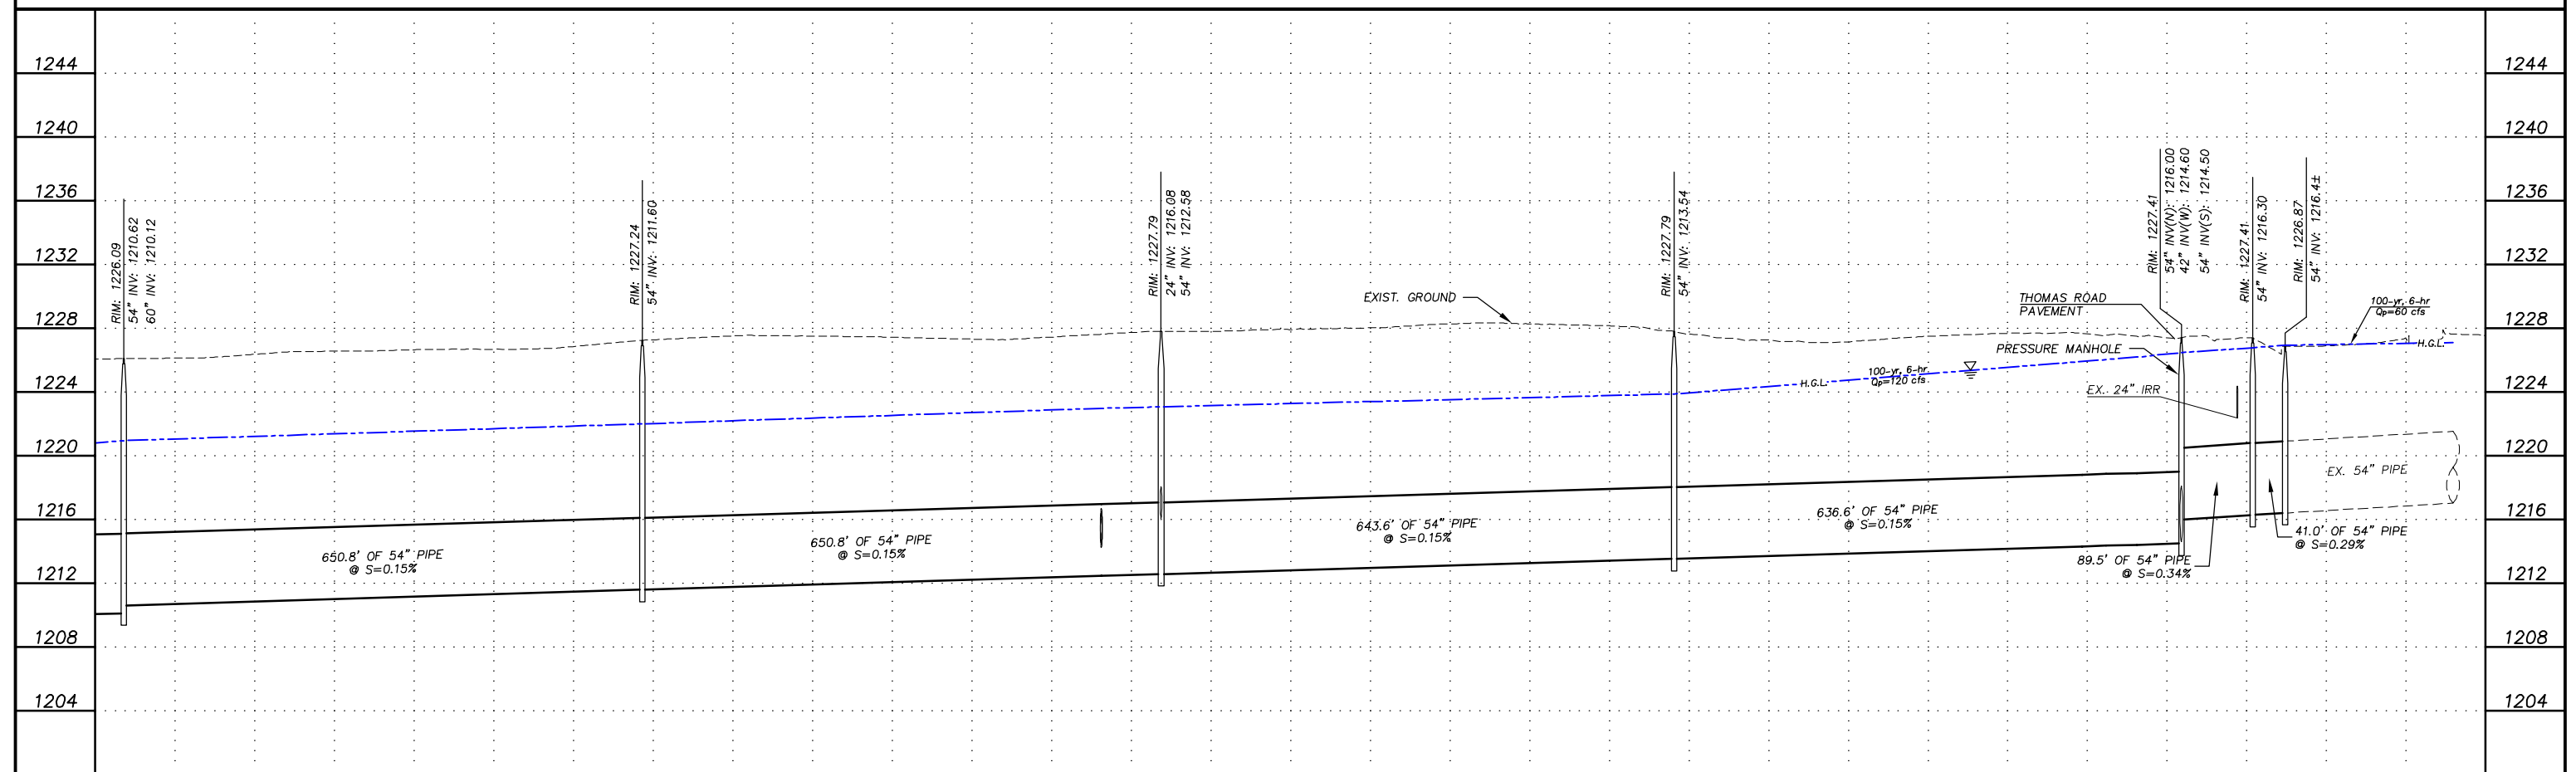 1244
1244
1240
1240
1236
1236
1232
1232
1228
1228
1224
1224
1220
1220
1216
1216
1212
1212
1208
1208
1204
1204
RIM: 1226.09
54" INV: 1210.62
60" INV: 1210.12
RIM: 1227.24
54" INV: 1211.60
RIM: 1227.79
24" INV: 1216.08
54" INV: 1212.58
RIM: 1227.79
54" INV: 1213.54
RIM: 1227.41
54" INV(N): 1216.00
42" INV(W): 1214.60
54" INV(S): 1214.50
RIM: 1227.41
54" INV: 1216.30
RIM: 1226.87
54" INV: 1216.4±
EXIST. GROUND
THOMAS ROAD
PAVEMENT
PRESSURE MANHOLE
100-yr, 6-hr
Qp=60 cfs
H.G.L.
H.G.L.
100-yr, 6-hr
Qp=120 cfs
EX. 24" IRR
EX. 54" PIPE
650.8' OF 54" PIPE
@ S=0.15%
650.8' OF 54" PIPE
@ S=0.15%
643.6' OF 54" PIPE
@ S=0.15%
636.6' OF 54" PIPE
@ S=0.15%
89.5' OF 54" PIPE
@ S=0.34%
41.0' OF 54" PIPE
@ S=0.29%